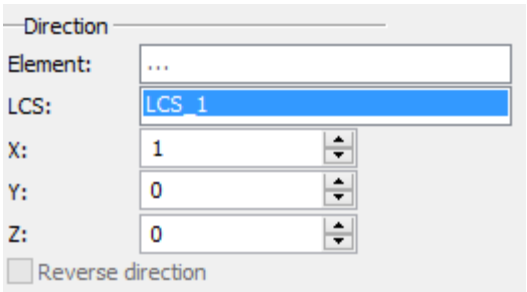 Direction
Element: ...
LCS: LCS_1
X: 1
Y: 0
Z: 0
Reverse direction